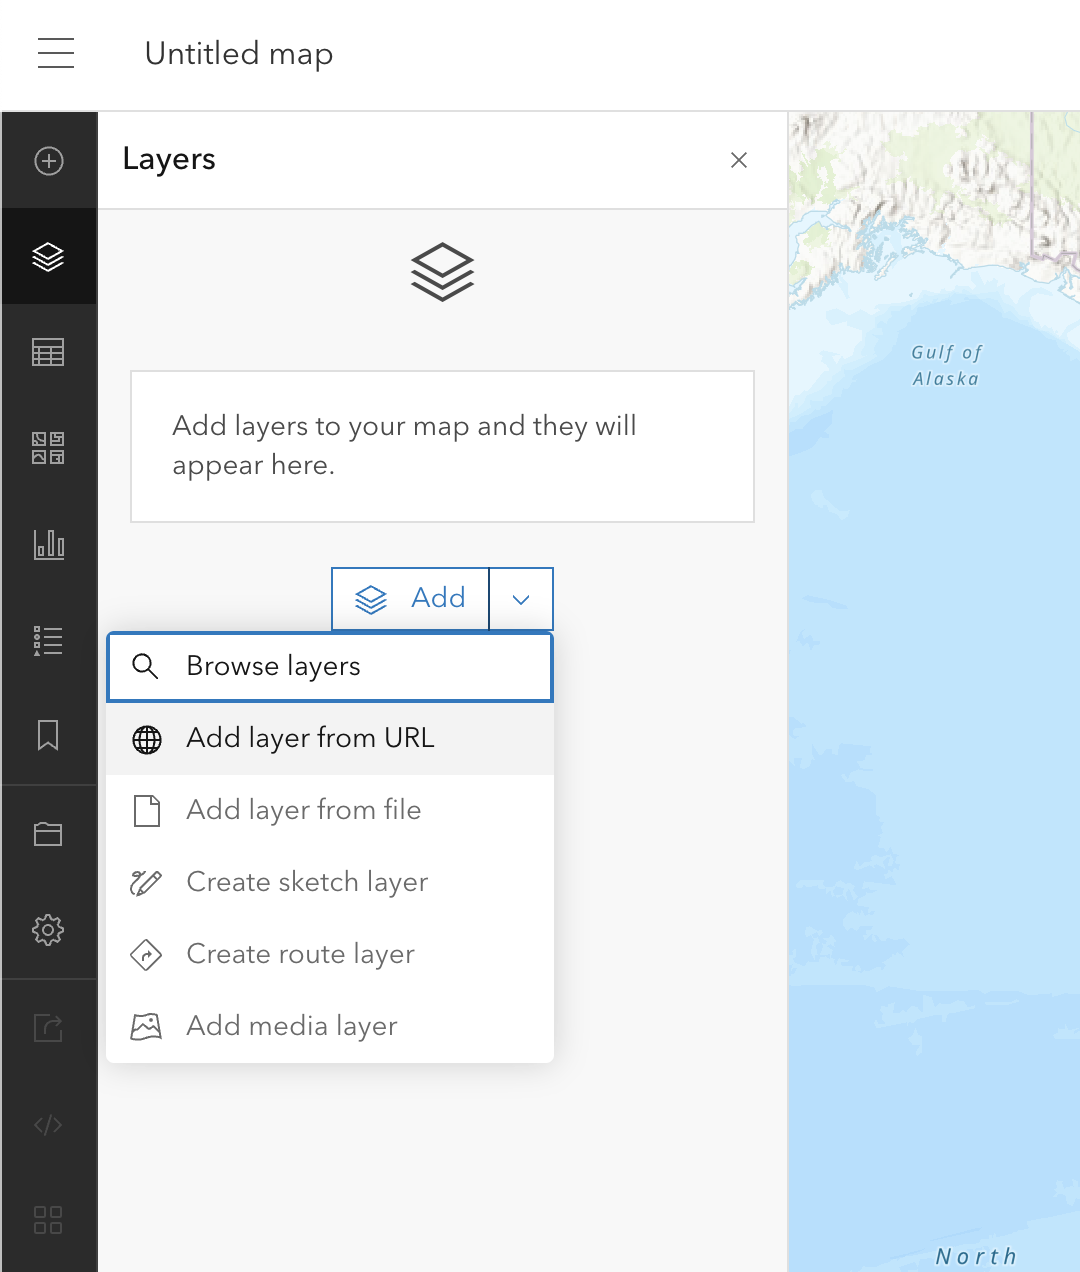 Untitled map
Layers
Gulf of
Alaska
Add layers to your map and they will
appear here.
Add
Browse layers
Add layer from URL
Add layer from file
Create sketch layer
Create route layer
Add media layer
North